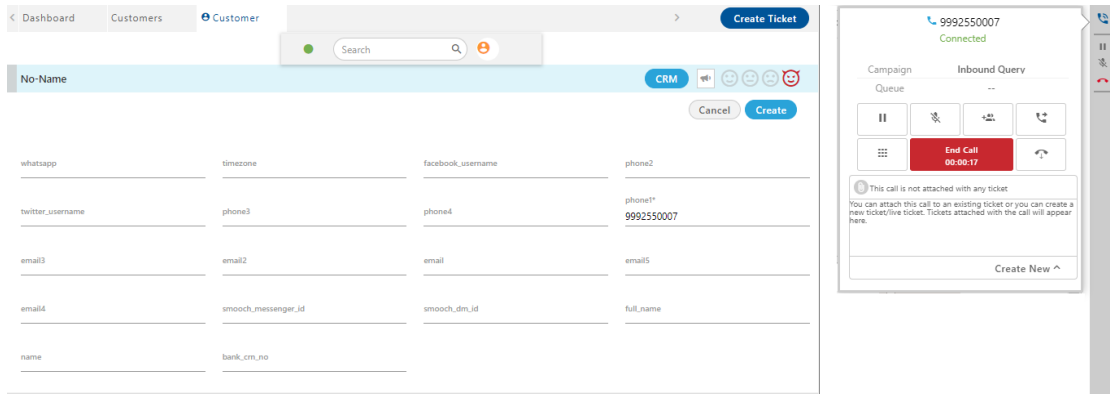 Dashboard
Customers
Customer
Create Ticket
Search
No-Name
CRM
Cancel
Create
whatsapp
timezone
facebook_username
phone2
twitter_username
phone3
phone4
phone1*
9992550007
email3
email2
email
email5
email4
smooch_messenger_id
smooch_dm_id
full_name
name
bank_crn_no
9992550007
Connected
Campaign
Inbound Query
Queue
--
End Call
00:00:17
This call is not attached with any ticket
You can attach this call to an existing ticket or you can create a
new ticket/live ticket, Tickets attached with the call will appear
here.
Create New